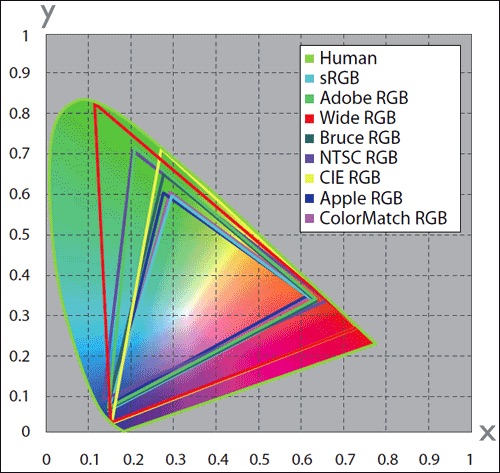 y
1
0.9
0.8
0.7
0.6
0.5
0.4
0.3
0.2
0.1
0
Human
sRGB
Adobe RGB
Wide RGB
Bruce RGB
NTSC RGB
CIE RGB
Apple RGB
ColorMatch RGB
x
0 0.1 0.2 0.3 0.4 0.5 0.6 0.7 0.8 0.9 1